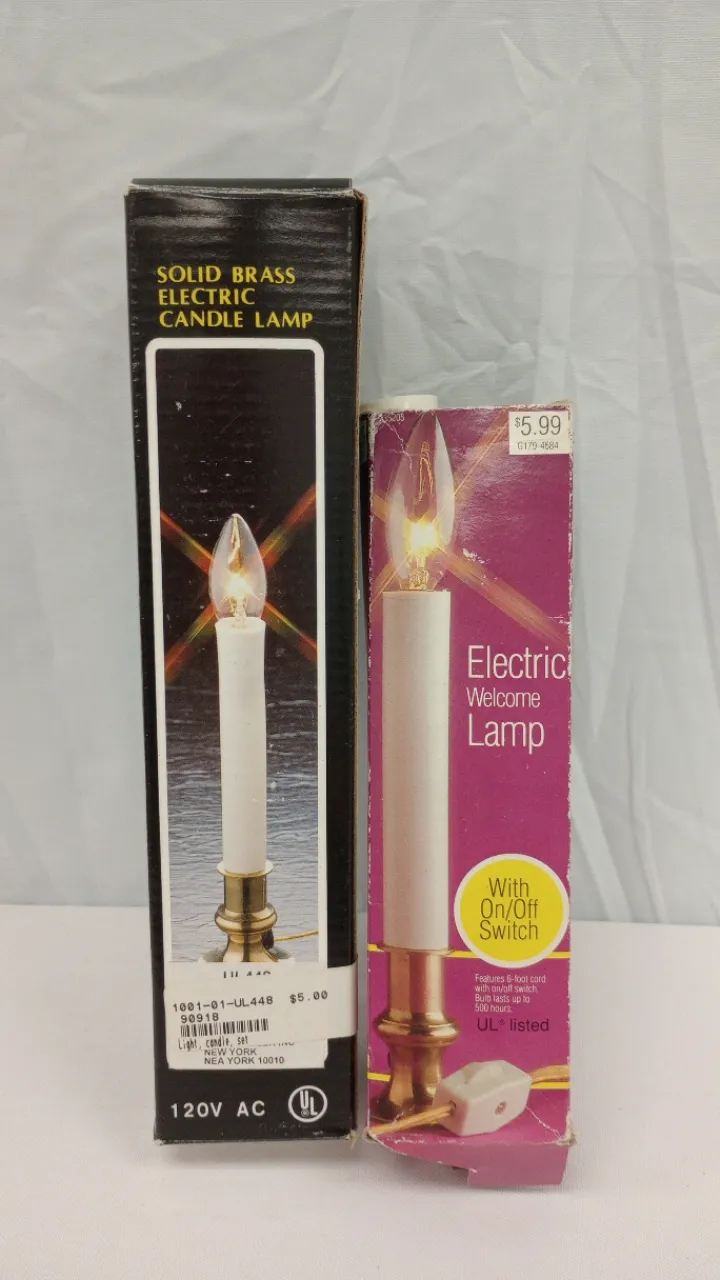 SOLID BRASS
ELECTRIC
CANDLE LAMP
1001-01-UL448 $5.00
90918
Light, candle, set
NEW YORK
NEA YORK 10010
120V AC UL
$5.99
G179-4684
Electric
Welcome
Lamp
With
On/Off
Switch
Features 6-foot cord
with on/off switch.
Bulb lasts up to
500 hours.
UL® listed